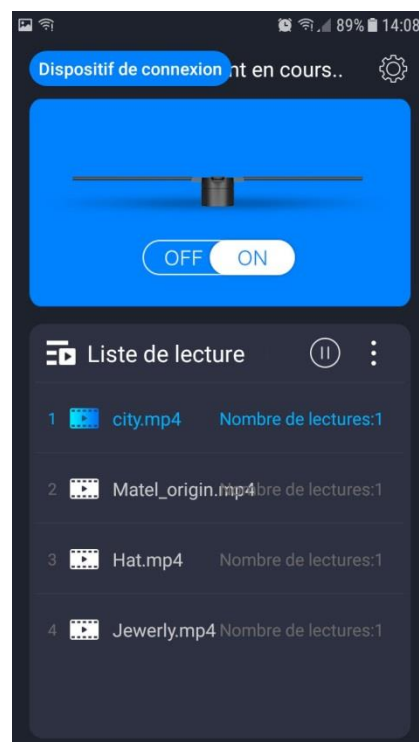 89% 14:08
Dispositif de connexion nt en cours..
OFF ON
Liste de lecture
1 city.mp4 Nombre de lectures:1
2 Matel_origin.mp4 Nombre de lectures:1
3 Hat.mp4 Nombre de lectures:1
4 Jewerly.mp4 Nombre de lectures:1